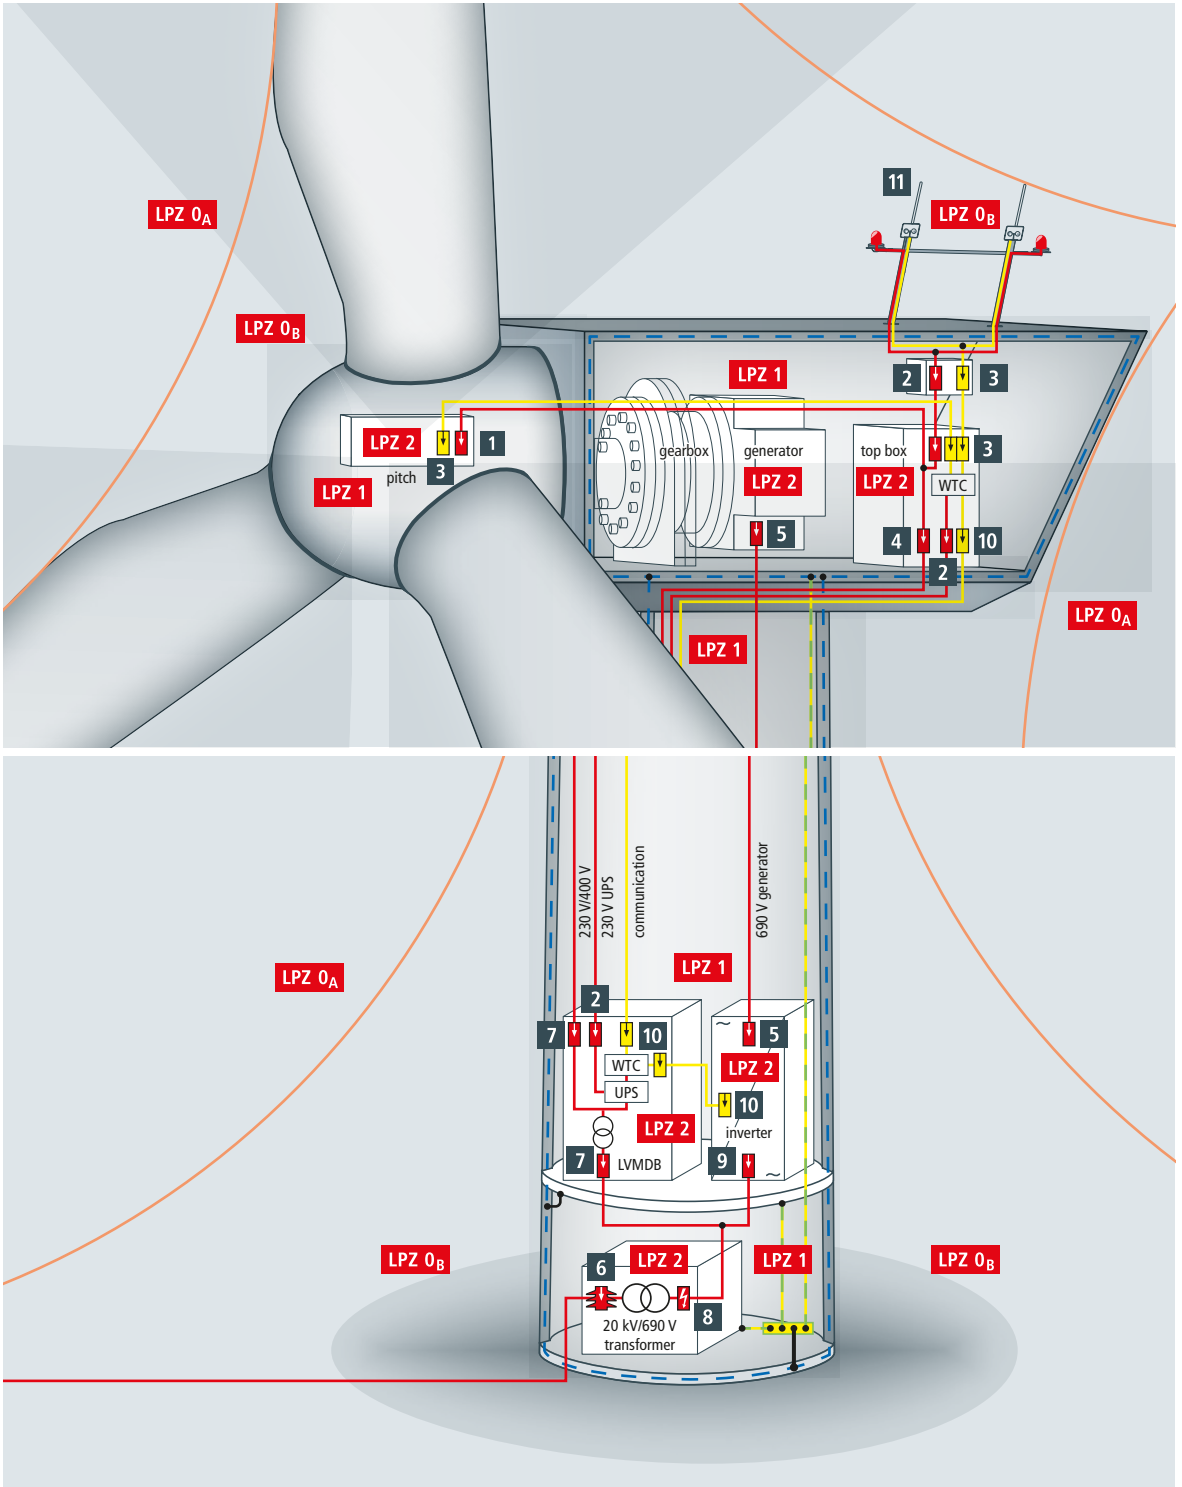 11
LPZ 0A
LPZ 0B
LPZ 0B
LPZ 1
2
3
LPZ 2
1
3
pitch
LPZ 1
gearbox
generator
LPZ 2
5
top box
LPZ 2
3
WTC
4
10
2
LPZ 0A
LPZ 1
230 V/400 V
230 V UPS
communication
690 V generator
LPZ 0A
LPZ 1
2
7
10
5
WTC
LPZ 2
UPS
10
LPZ 2
inverter
7
LVMDB
9
~
~
LPZ 0B
LPZ 2
LPZ 1
LPZ 0B
6
8
20 kV/690 V
transformer